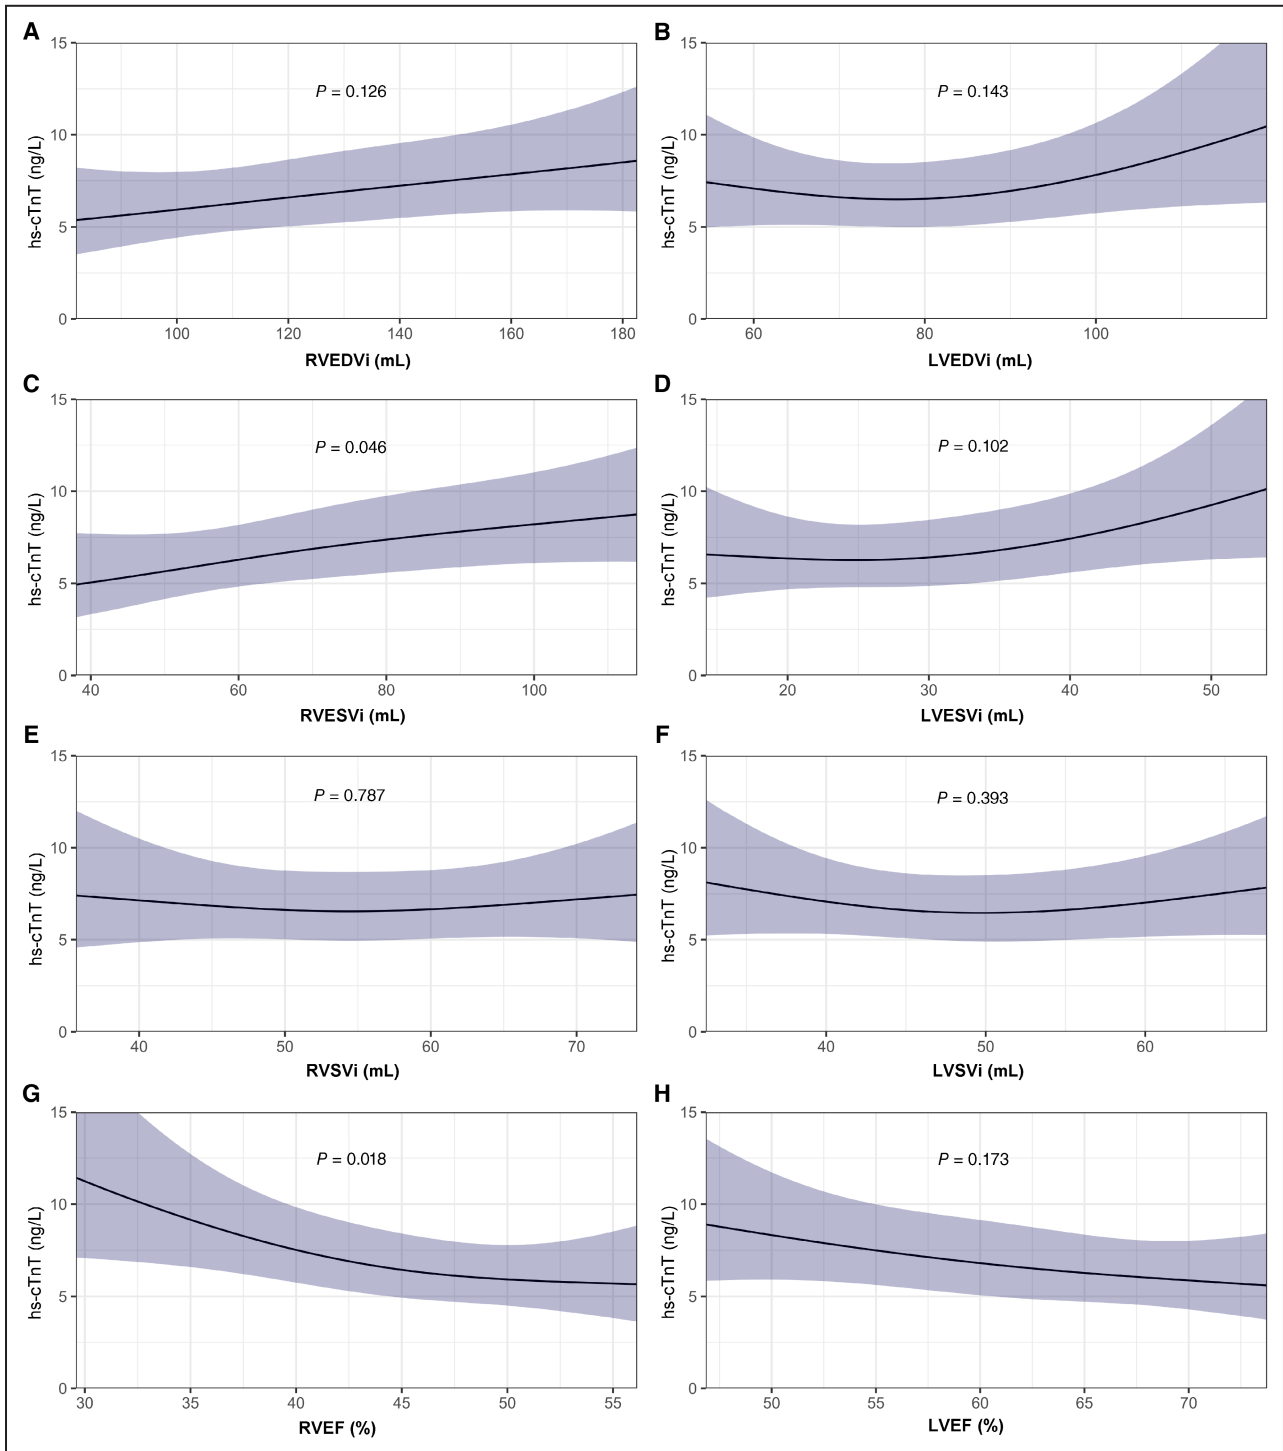 A
15
10
5
0
hs-cTnT (ng/L)
P = 0.126
100 120 140 160 180
RVEDVi (mL)
B
15
10
5
0
hs-cTnT (ng/L)
P = 0.143
60 80 100
LVEDVi (mL)
C
15
10
5
0
hs-cTnT (ng/L)
P = 0.046
40 60 80 100
RVESVi (mL)
D
15
10
5
0
hs-cTnT (ng/L)
P = 0.102
20 30 40 50
LVESVi (mL)
E
15
10
5
0
hs-cTnT (ng/L)
P = 0.787
40 50 60 70
RVSVi (mL)
F
15
10
5
0
hs-cTnT (ng/L)
P = 0.393
40 50 60
LVSVi (mL)
G
15
10
5
0
hs-cTnT (ng/L)
P = 0.018
30 35 40 45 50 55
RVEF (%)
H
15
10
5
0
hs-cTnT (ng/L)
P = 0.173
50 55 60 65 70
LVEF (%)